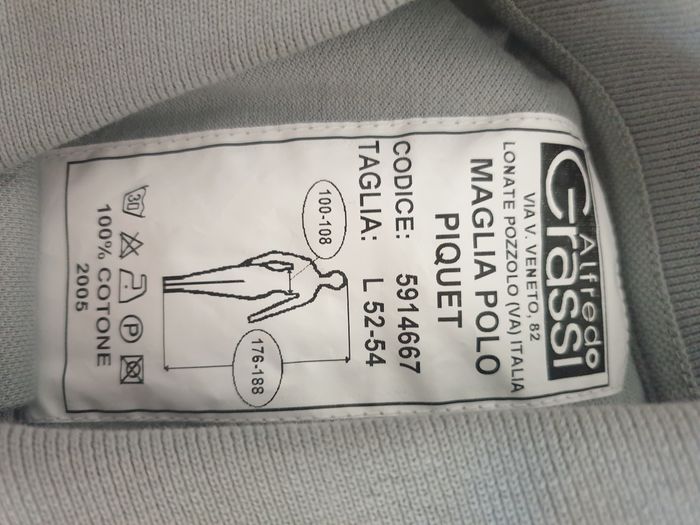 Alfredo
Grassi
VIA V. VENETO, 82
LONATE POZZOLO (VA) ITALIA
MAGLIA POLO
PIQUET
CODICE: 5914667
TAGLIA: L 52-54
100-108
176-188
30 P
100% COTONE
2005